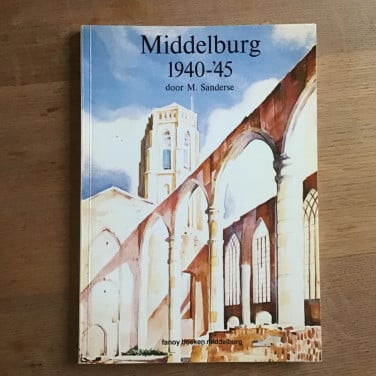 Middelburg
1940-'45
door M. Sanderse
fanoy boeken middelburg